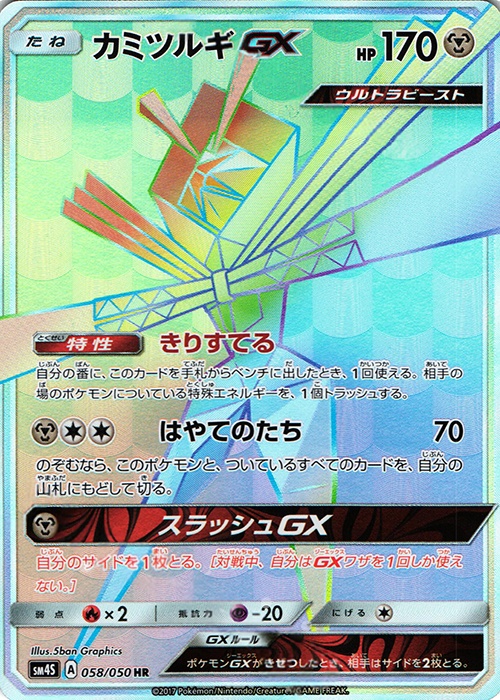 たね カミツルギGX HP170
ウルトラビースト
とくせい
特性 きりすてる
自分の番に、このカードを手札からベンチに出したとき、1回使える。相手の
場のポケモンについている特殊エネルギーを、1個トラッシュする。
はやてのたち 70
のぞむなら、このポケモンと、ついているすべてのカードを、自分の
山札にもどして切る。
スラッシュGX
自分のサイドを1枚とる。[対戦中、自分はGXワザを1回しか使え
ない。]
弱点 ×2 抵抗力 -20 にげる
Illus. 5ban Graphics
GXルール
ポケモンGXがきぜつしたとき、相手はサイドを2枚とる。
SM4S A 058/050 HR
©2017 Pokémon/Nintendo/Creatures/GAME FREAK.